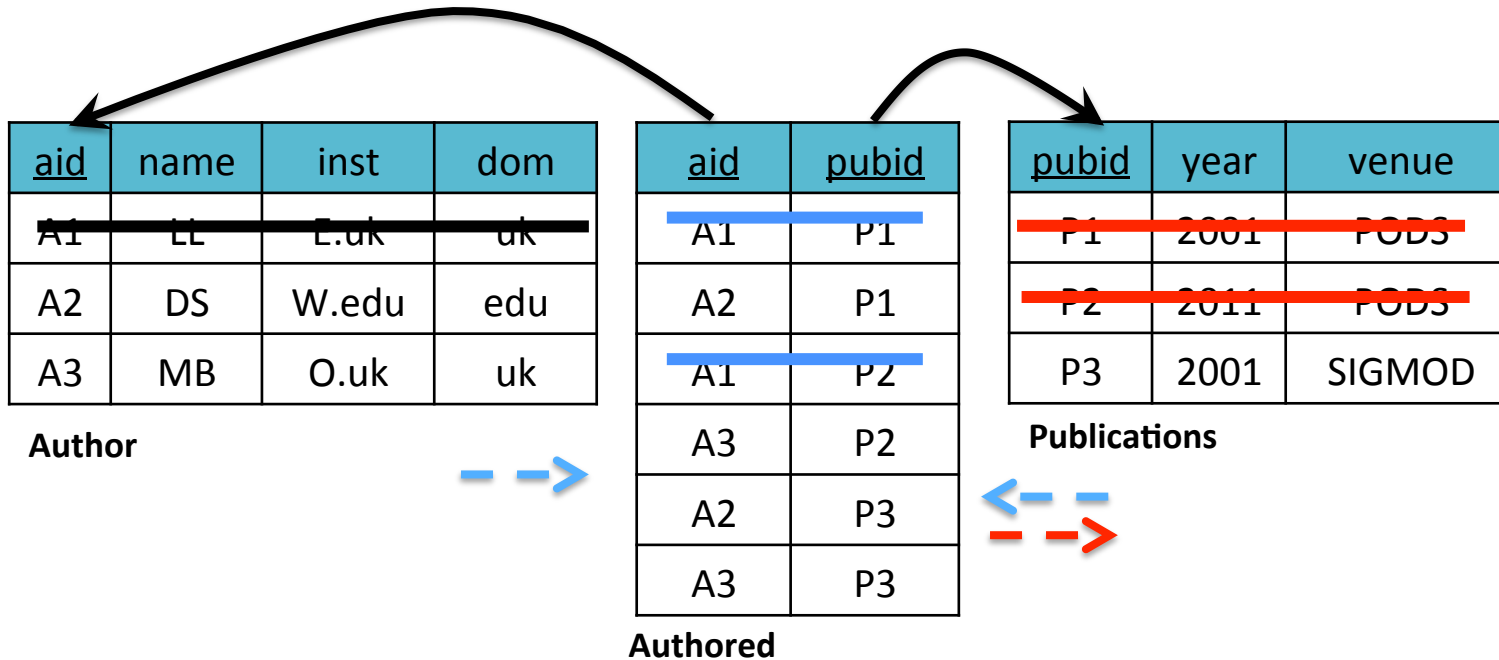 aid name inst dom
A1 LL E.uk uk
A2 DS W.edu edu
A3 MB O.uk uk
Author
aid pubid
A1 P1
A2 P1
A1 P2
A3 P2
A2 P3
A3 P3
Authored
pubid year venue
P1 2001 PODS
P2 2011 PODS
P3 2001 SIGMOD
Publications